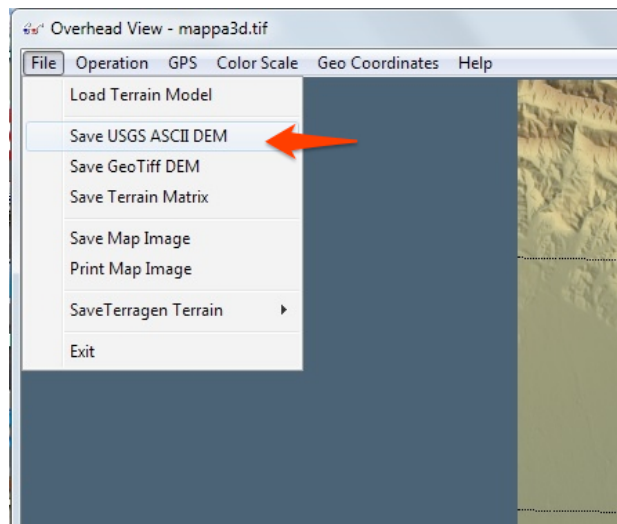 Overhead View - mappa3d.tif
File Operation GPS Color Scale Geo Coordinates Help
Load Terrain Model
Save USGS ASCII DEM
Save GeoTiff DEM
Save Terrain Matrix
Save Map Image
Print Map Image
SaveTerragen Terrain
Exit